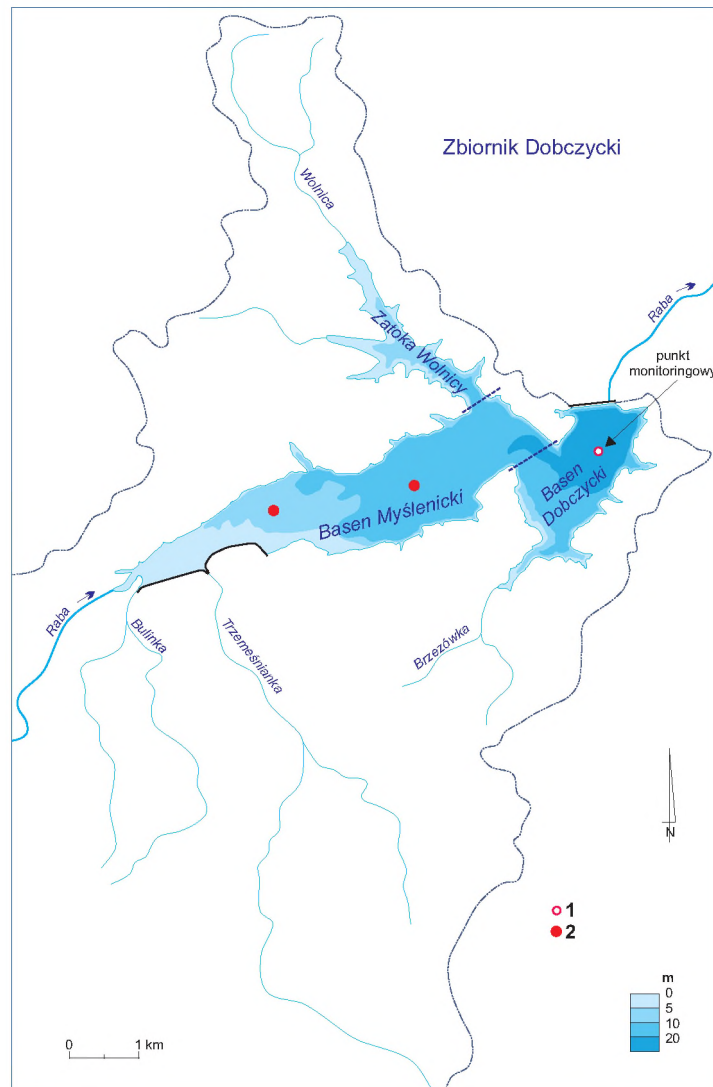 Zbiornik Dobczycki
Wolnica
Raba
Zatoka Wolnicy
punkt
monitoringowy
Basen
Dobczycki
Basen Myślenicki
Raba
Bulinka
Trzemeśnianka
Brzezówka
N
1
2
m
0
5
10
20
0 1 km